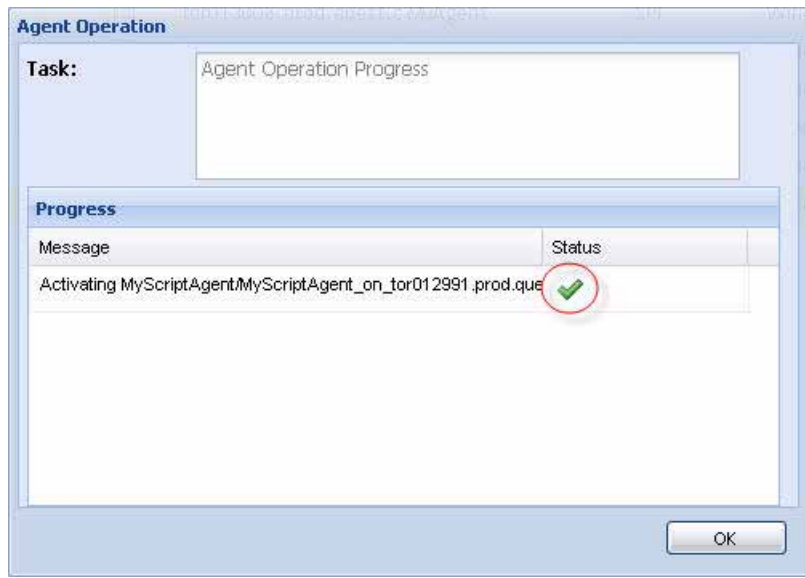 Agent Operation
Task:
Agent Operation Progress
Progress
Message Status
Activating MyScriptAgent/MyScriptAgent_on_tor012991.prod.que
OK